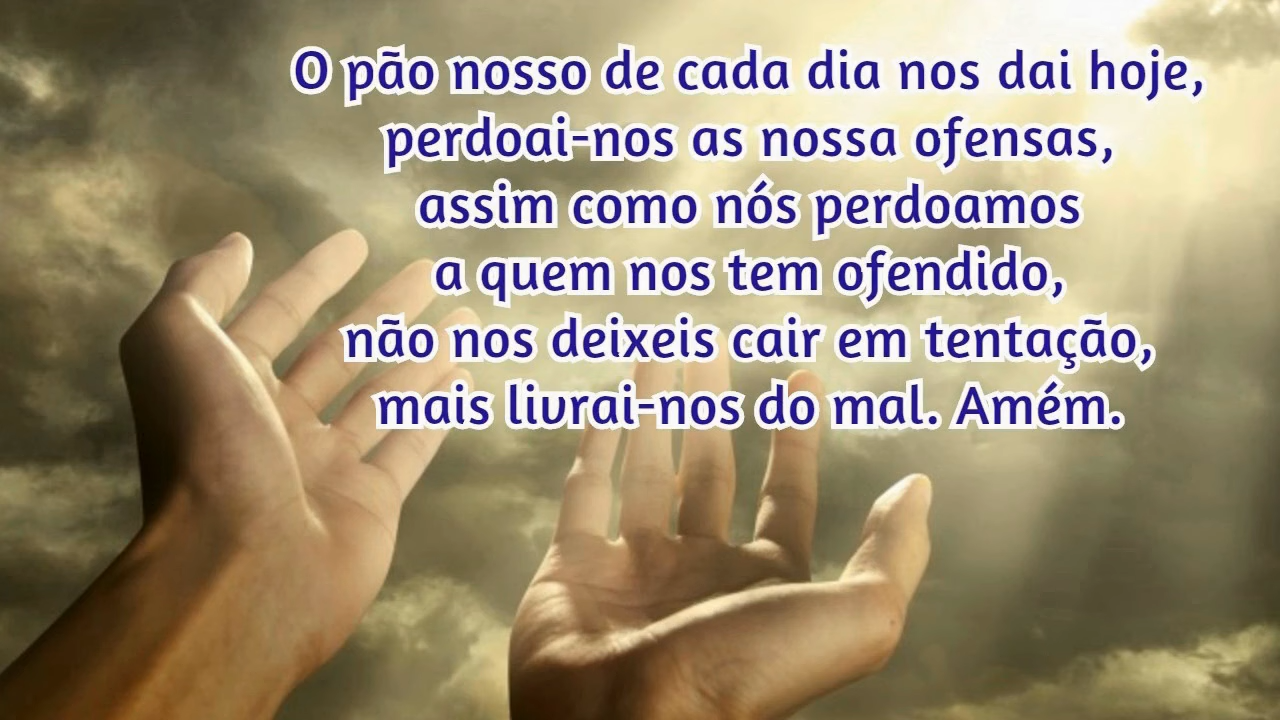 O pão nosso de cada dia nos dai hoje,
perdoai-nos as nossa ofensas,
assim como nós perdoamos
a quem nos tem ofendido,
não nos deixeis cair em tentação,
mais livrai-nos do mal. Amém.